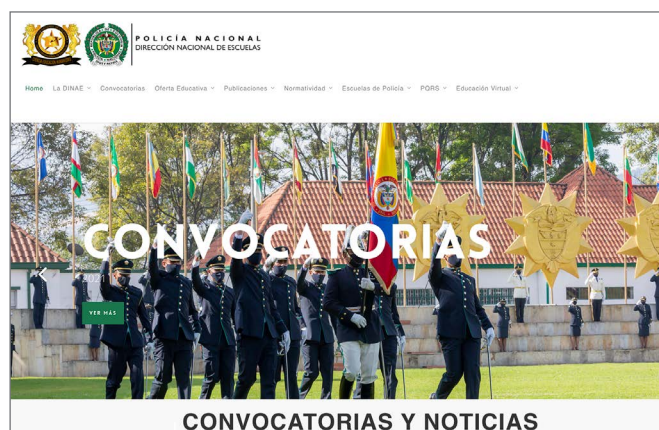 POLICÍA NACIONAL
DIRECCIÓN NACIONAL DE ESCUELAS
Home La DINAE Convocatorias Oferta Educativa Publicaciones Normatividad Escuelas de Policía PQRS Educación Virtual
CONVOCATORIAS
2021
VER MÁS
CONVOCATORIAS Y NOTICIAS